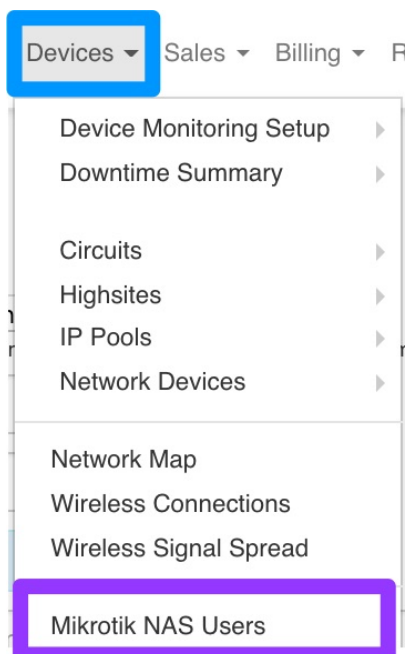 Devices Sales Billing R
Device Monitoring Setup
Downtime Summary
Circuits
Highsites
IP Pools
Network Devices
Network Map
Wireless Connections
Wireless Signal Spread
Mikrotik NAS Users